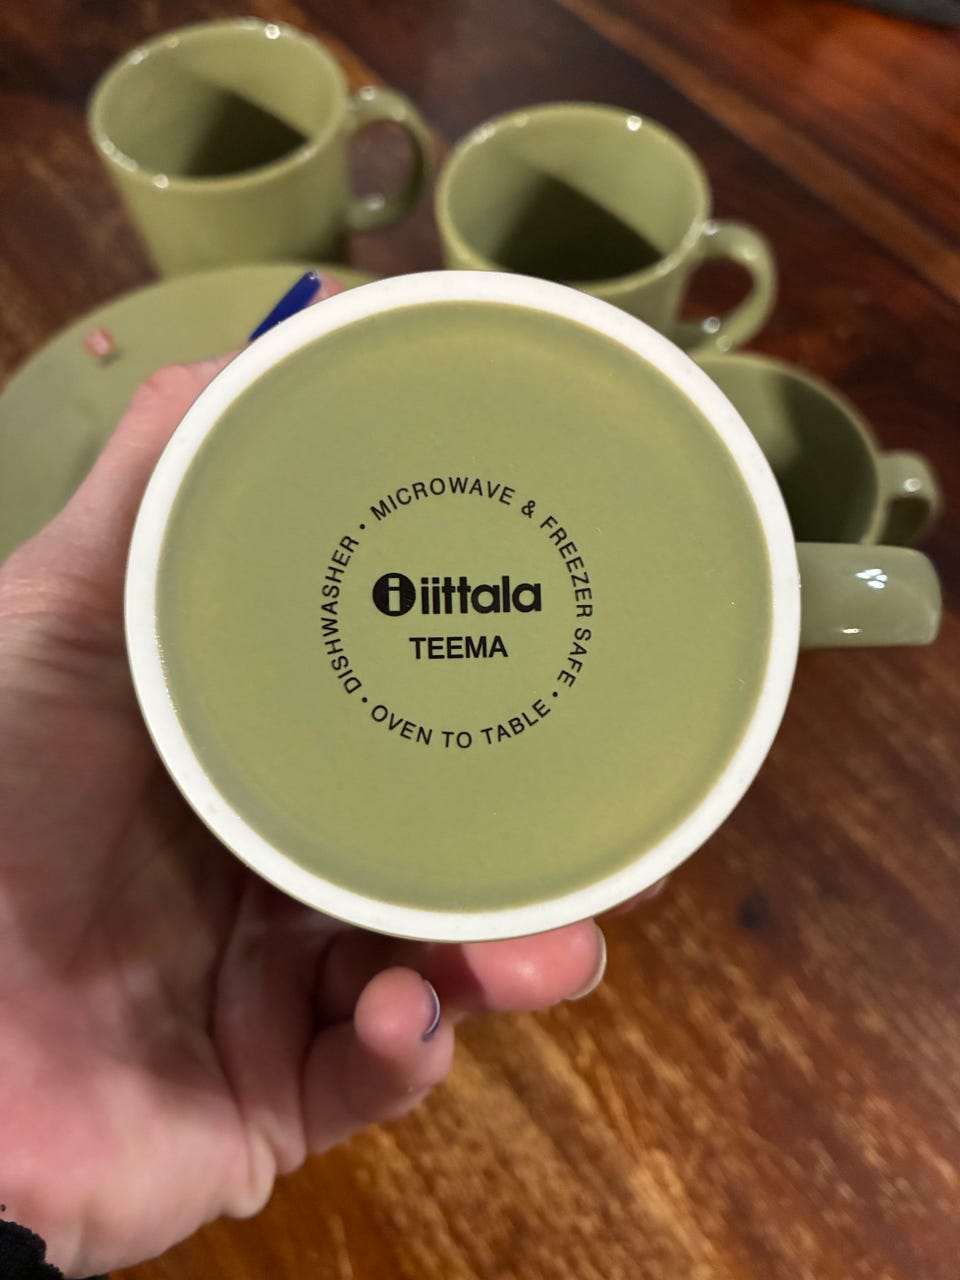 DISHWASHER · MICROWAVE & FREEZER SAFE · OVEN TO TABLE ·
iittala
TEEMA